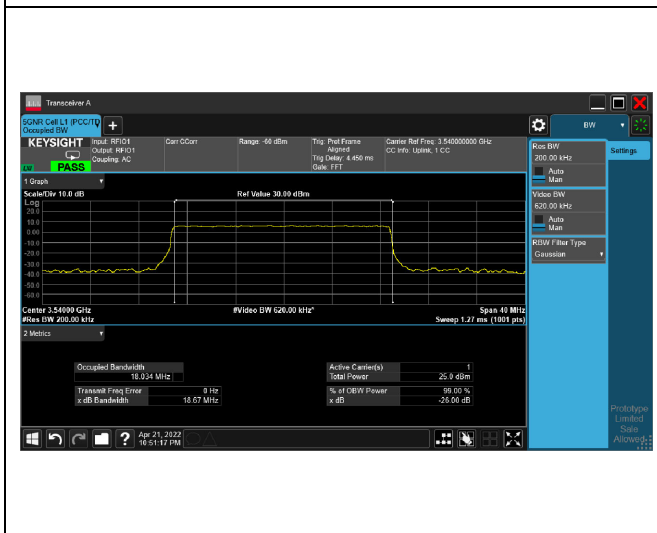 Transceiver A
5GNR Cell L1 (PCC/TD
Occupied BW
BW
KEYSIGHT
Input: RFIO1
Output: RFIO1
Coupling: AC
Corr CCorr
Range: -60 dBm
Trig: Prot Frame
Aligned
Trig Delay: 4.450 ms
Gate: FFT
Carrier Ref Freq: 3.540000000 GHz
CC Info: Uplink, 1 CC
PASS
Res BW
200.00 kHz
Auto
Man
Settings
Video BW
620.00 kHz
Auto
Man
RBW Filter Type
Gaussian
1 Graph
Scale/Div 10.0 dB
Ref Value 30.00 dBm
Log
20.0
10.0
0.00
-10.0
-20.0
-30.0
-40.0
-50.0
-60.0
Center 3.54000 GHz
#Video BW 620.00 kHz*
Span 40 MHz
#Res BW 200.00 kHz
Sweep 1.27 ms (1001 pts)
2 Metrics
Occupied Bandwidth
18.034 MHz
Active Carrier(s) 1
Total Power 25.0 dBm
Transmit Freq Error 0 Hz
x dB Bandwidth 18.67 MHz
% of OBW Power 99.00 %
x dB -26.00 dB
Prototype
Limited
Sale
Allowed
?
Apr 21, 2022
10:51:17 PM